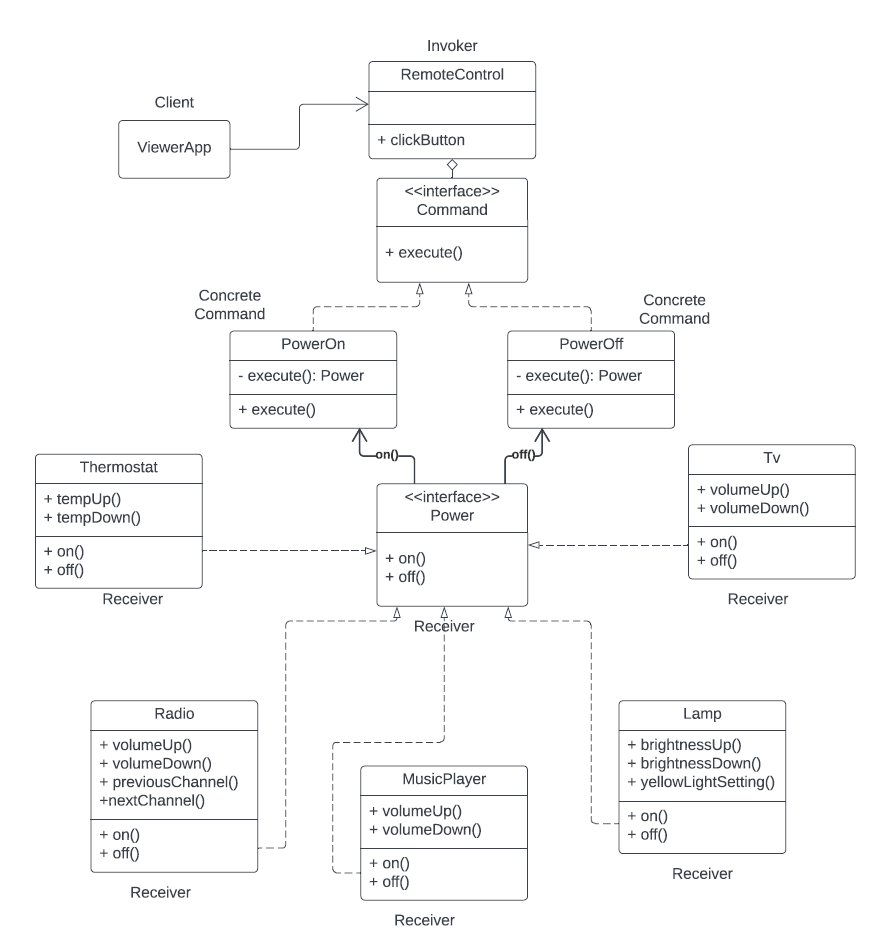 Invoker
RemoteControl
+ clickButton
Client
ViewerApp
<<interface>>
Command
+ execute()
Concrete
Command
PowerOn
- execute(): Power
+ execute()
Concrete
Command
PowerOff
- execute(): Power
+ execute()
on()
off()
Thermostat
+ tempUp()
+ tempDown()
+ on()
+ off()
Receiver
<<interface>>
Power
+ on()
+ off()
Receiver
Tv
+ volumeUp()
+ volumeDown()
+ on()
+ off()
Receiver
Radio
+ volumeUp()
+ volumeDown()
+ previousChannel()
+nextChannel()
+ on()
+ off()
Receiver
MusicPlayer
+ volumeUp()
+ volumeDown()
+ on()
+ off()
Receiver
Lamp
+ brightnessUp()
+ brightnessDown()
+ yellowLightSetting()
+ on()
+ off()
Receiver